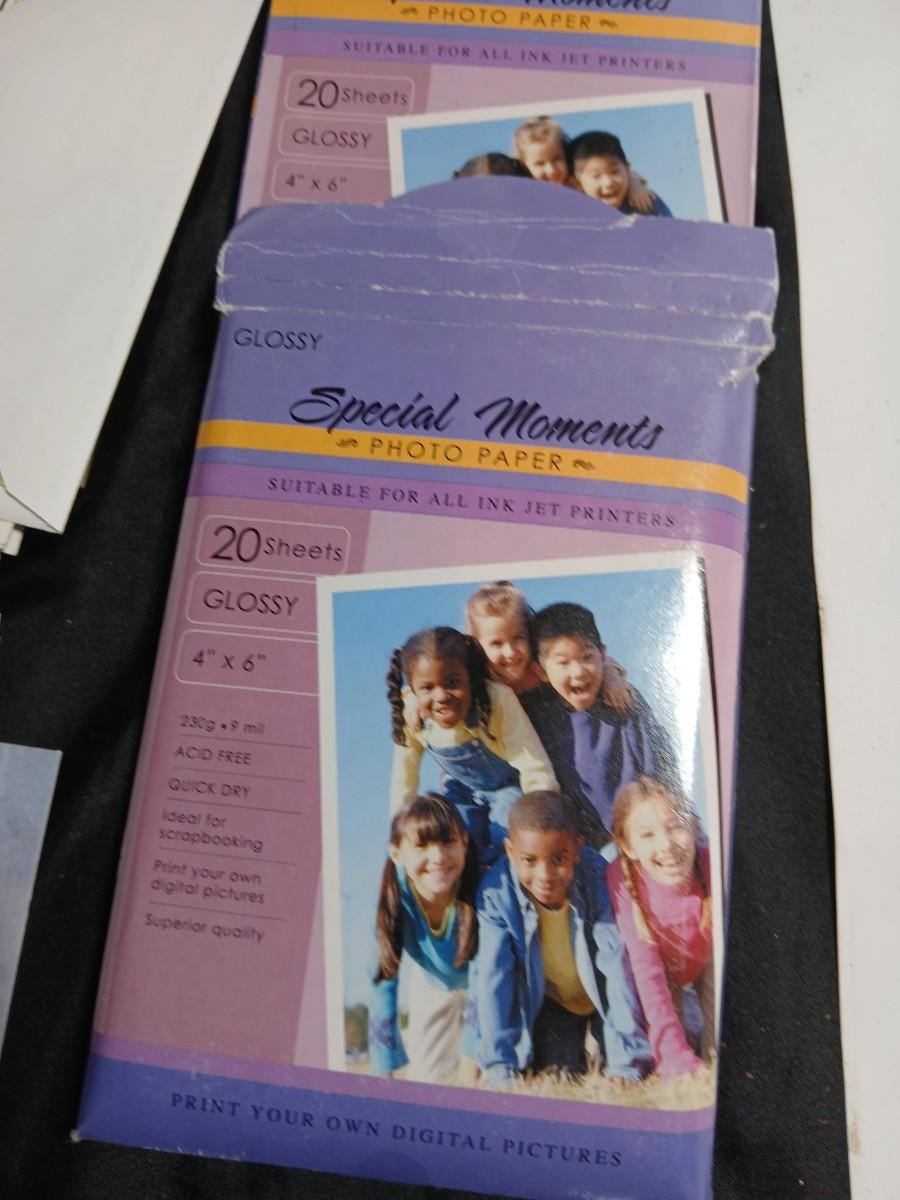 Moments
PHOTO PAPER
SUITABLE FOR ALL INK JET PRINTERS
20 Sheets
GLOSSY
4" x 6"
GLOSSY
Special Moments
PHOTO PAPER
SUITABLE FOR ALL INK JET PRINTERS
20 Sheets
GLOSSY
4" x 6"
230g • 9 mil
ACID FREE
QUICK DRY
Ideal for
scrapbooking
Print your own
digital pictures
Superior quality
PRINT YOUR OWN DIGITAL PICTURES